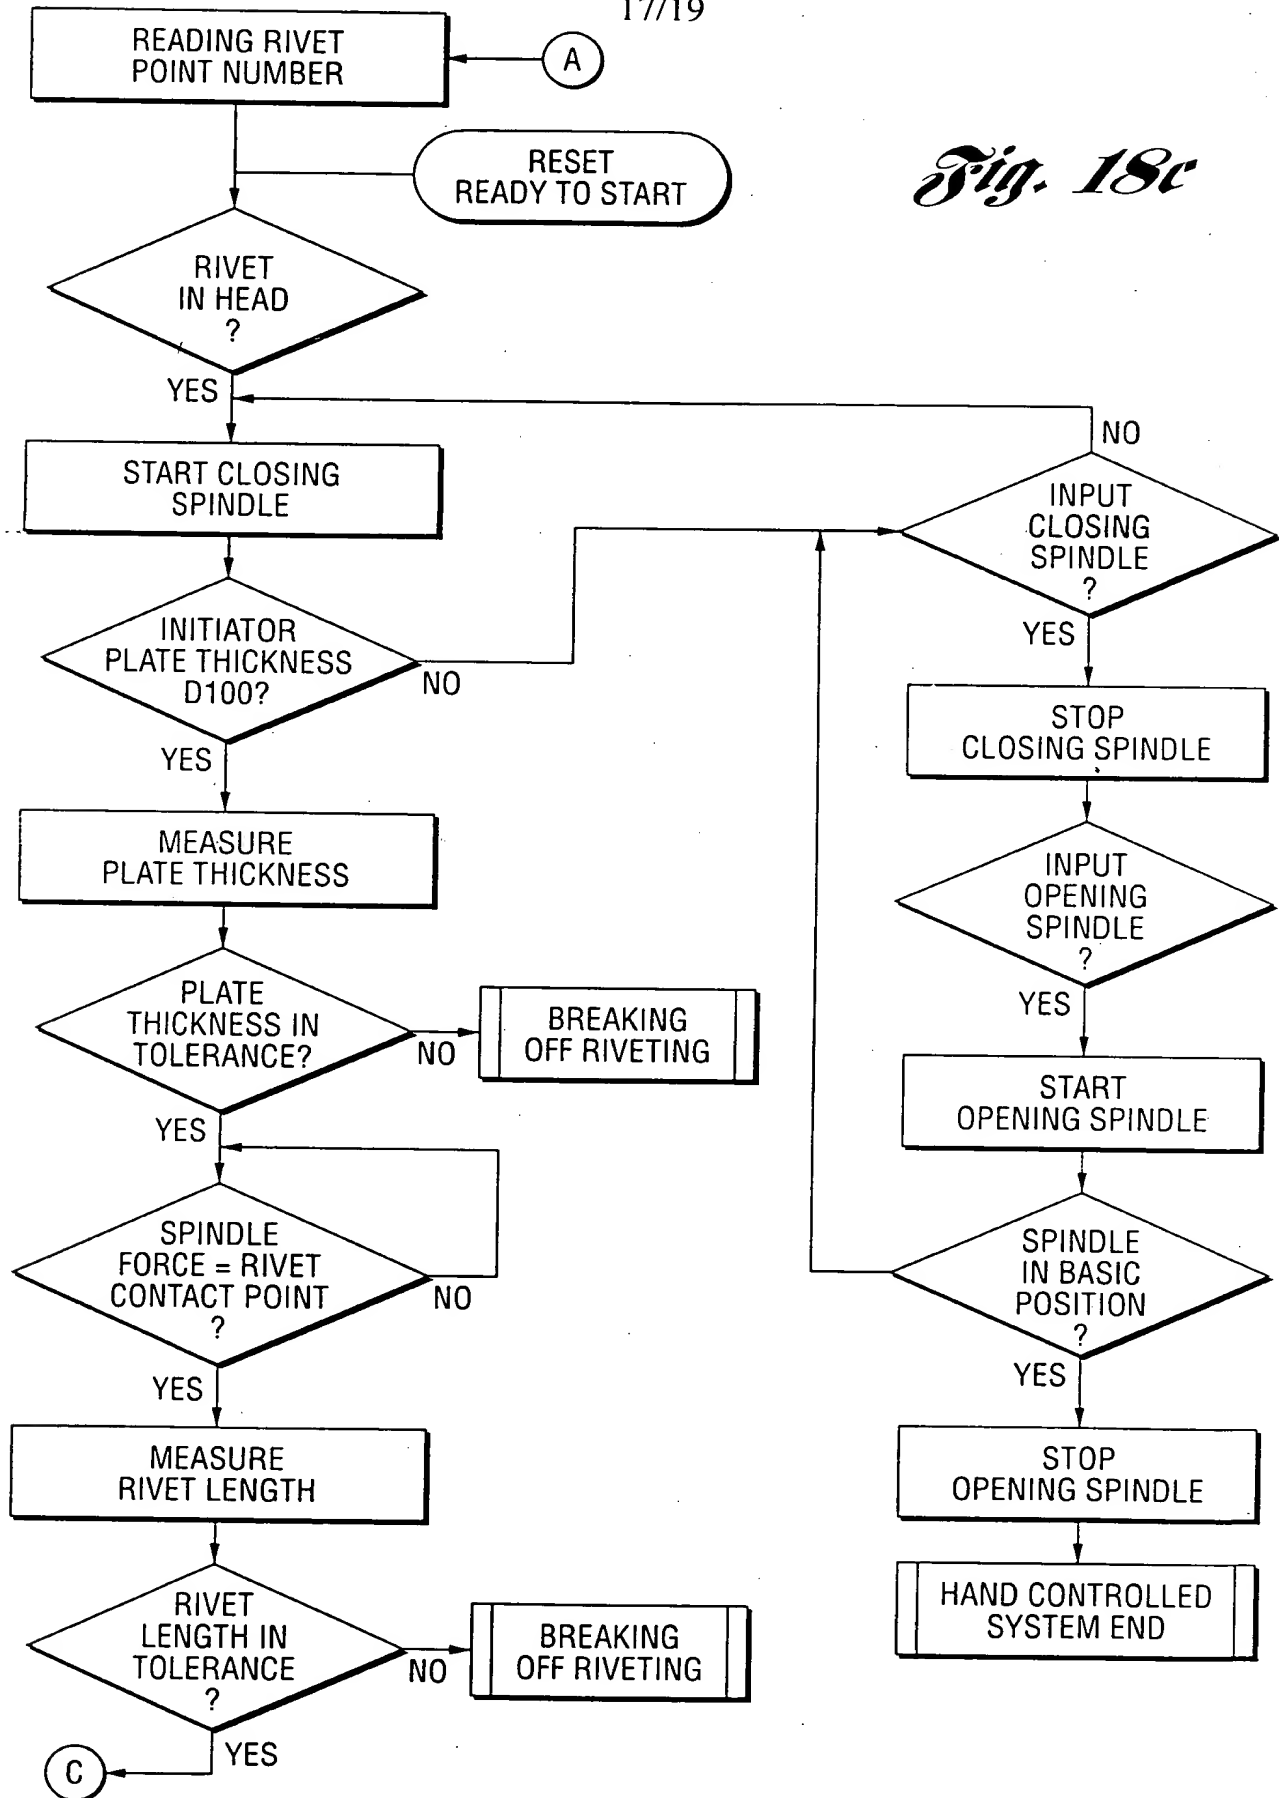 17/19
READING RIVET
POINT NUMBER
A
RESET
READY TO START
Fig. 18c
RIVET
IN HEAD
?
YES
START CLOSING
SPINDLE
INITIATOR
PLATE THICKNESS
D100?
NO
YES
MEASURE
PLATE THICKNESS
PLATE
THICKNESS IN
TOLERANCE?
NO
BREAKING
OFF RIVETING
YES
SPINDLE
FORCE = RIVET
CONTACT POINT
?
NO
YES
MEASURE
RIVET LENGTH
RIVET
LENGTH IN
TOLERANCE
?
NO
BREAKING
OFF RIVETING
YES
C
NO
INPUT
CLOSING
SPINDLE
?
YES
STOP
CLOSING SPINDLE
INPUT
OPENING
SPINDLE
?
YES
START
OPENING SPINDLE
SPINDLE
IN BASIC
POSITION
?
YES
STOP
OPENING SPINDLE
HAND CONTROLLED
SYSTEM END